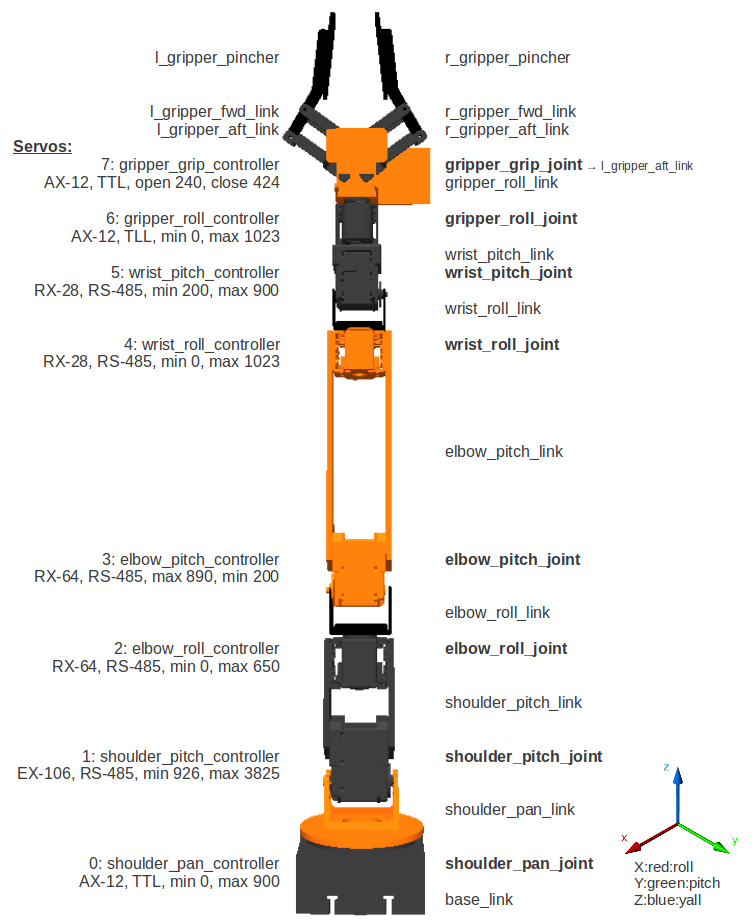 l_gripper_pincher
r_gripper_pincher
l_gripper_fwd_link
r_gripper_fwd_link
l_gripper_aft_link
r_gripper_aft_link
Servos:
7: gripper_grip_controller
gripper_grip_joint → l_gripper_aft_link
AX-12, TTL, open 240, close 424
gripper_roll_link
6: gripper_roll_controller
gripper_roll_joint
AX-12, TLL, min 0, max 1023
wrist_pitch_link
5: wrist_pitch_controller
wrist_pitch_joint
RX-28, RS-485, min 200, max 900
wrist_roll_link
4: wrist_roll_controller
wrist_roll_joint
RX-28, RS-485, min 0, max 1023
elbow_pitch_link
3: elbow_pitch_controller
elbow_pitch_joint
RX-64, RS-485, max 890, min 200
elbow_roll_link
2: elbow_roll_controller
elbow_roll_joint
RX-64, RS-485, min 0, max 650
shoulder_pitch_link
1: shoulder_pitch_controller
shoulder_pitch_joint
EX-106, RS-485, min 926, max 3825
z
shoulder_pan_link
x
y
0: shoulder_pan_controller
shoulder_pan_joint
X:red:roll
AX-12, TTL, min 0, max 900
Y:green:pitch
base_link
Z:blue:yall